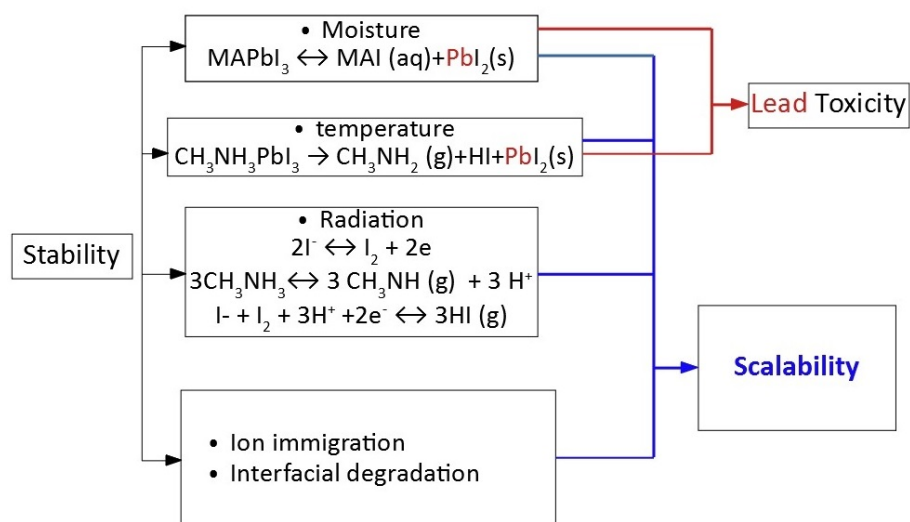 • Moisture
MAPbI₃ ↔ MAI (aq)+PbI₂(s)
Lead Toxicity
• temperature
CH₃NH₃PbI₃ → CH₃NH₂ (g)+HI+PbI₂(s)
• Radiation
2I⁻ ↔ I₂ + 2e
3CH₃NH₃↔ 3 CH₃NH (g) + 3 H⁺
I- + I₂ + 3H⁺ +2e⁻ ↔ 3HI (g)
Stability
Scalability
• Ion immigration
• Interfacial degradation